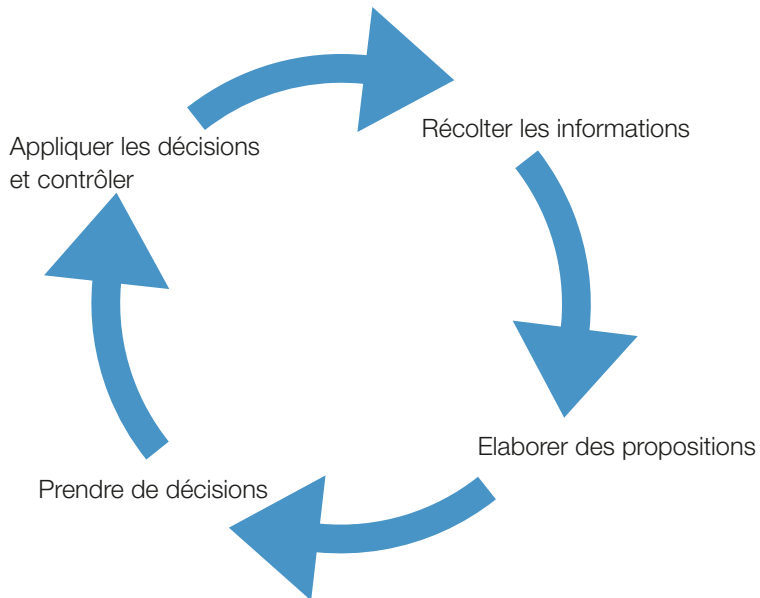 Récolter les informations
Appliquer les décisions
et contrôler
Elaborer des propositions
Prendre de décisions